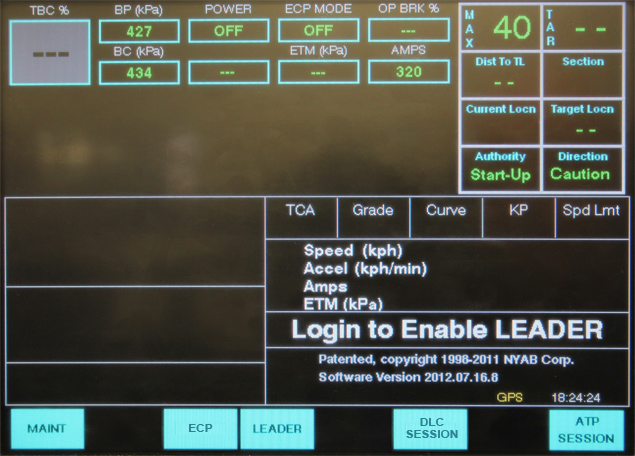 TBC %
BP (kPa)
POWER
ECP MODE
OP BRK %
---
427
OFF
OFF
---
BC (kPa)
ETM (kPa)
AMPS
434
---
---
320
MAX
40
TAR
- -
Dist To TL
Section
- -
Current Locn
Target Locn
- -
Authority
Direction
Start-Up
Caution
TCA
Grade
Curve
KP
Spd Lmt
Speed (kph)
Accel (kph/min)
Amps
ETM (kPa)
Login to Enable LEADER
Patented, copyright 1998-2011 NYAB Corp.
Software Version 2012.07.16.8
GPS
18:24:24
MAINT
ECP
LEADER
DLC
SESSION
ATP
SESSION